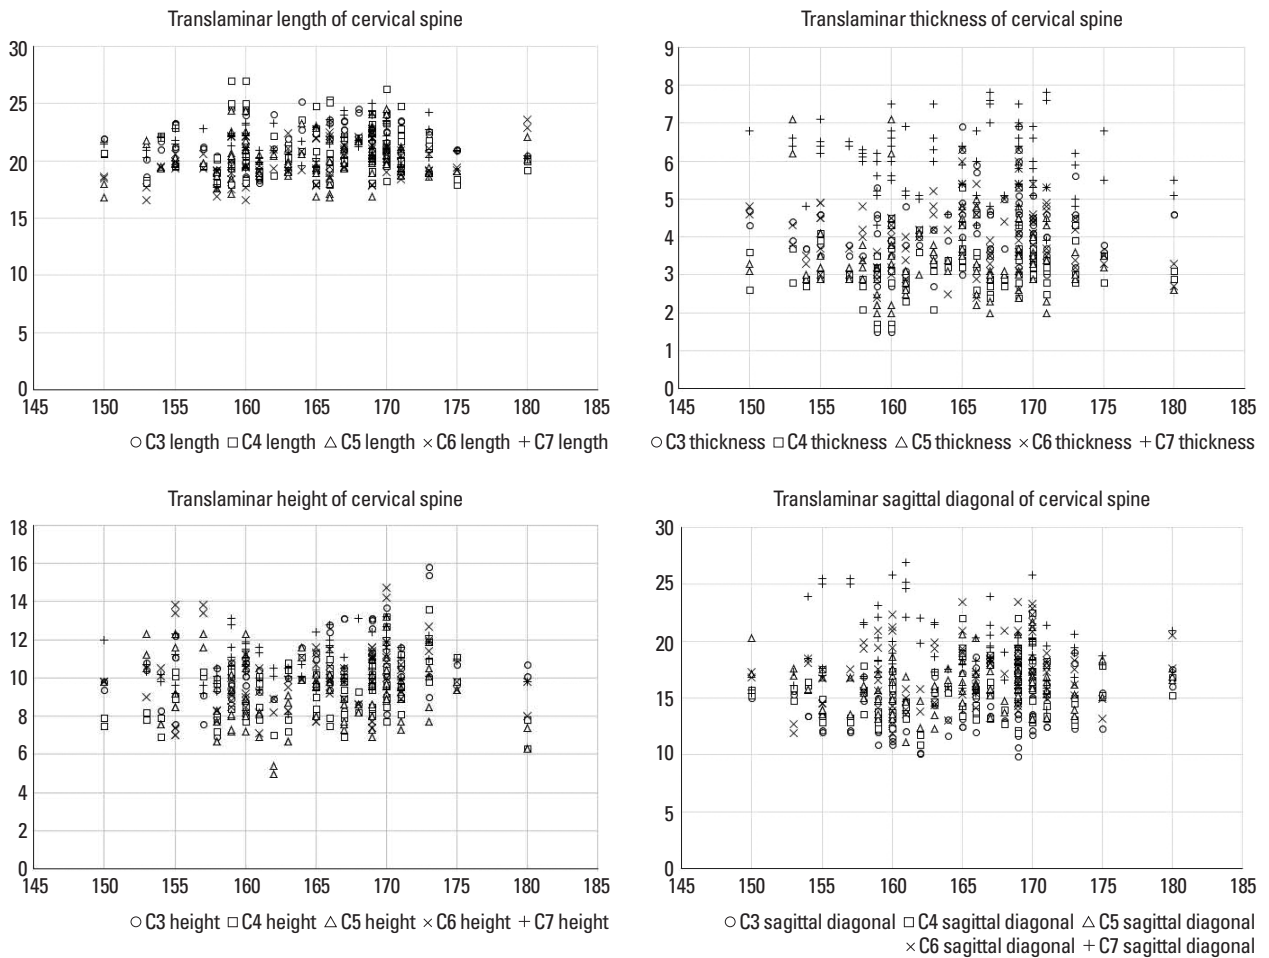 Translaminar length of cervical spine
30
25
20
15
10
5
0
145 150 155 160 165 170 175 180 185
○ C3 length □ C4 length △ C5 length × C6 length + C7 length
Translaminar thickness of cervical spine
9
8
7
6
5
4
3
2
1
0
145 150 155 160 165 170 175 180 185
○ C3 thickness □ C4 thickness △ C5 thickness × C6 thickness + C7 thickness
Translaminar height of cervical spine
18
16
14
12
10
8
6
4
2
0
145 150 155 160 165 170 175 180 185
○ C3 height □ C4 height △ C5 height × C6 height + C7 height
Translaminar sagittal diagonal of cervical spine
30
25
20
15
10
5
0
145 150 155 160 165 170 175 180 185
○ C3 sagittal diagonal □ C4 sagittal diagonal △ C5 sagittal diagonal
× C6 sagittal diagonal + C7 sagittal diagonal